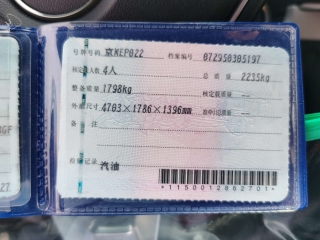 号牌号码 京MEP022 档案编号 072950305197
核定载人数 4人 总质量 2235kg
整备质量 1798kg 核定载质量 --
外廓尺寸 4703×1786×1396mm 准牵引总质量 --
备注
检验记录 汽油
*1150012862701*